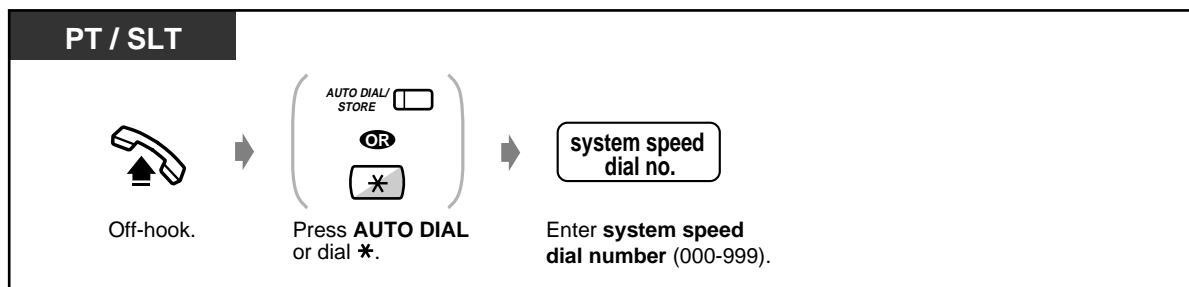 PT / SLT
AUTO DIAL/
STORE
OR
*
system speed
dial no.
Off-hook.
Press AUTO DIAL
or dial *.
Enter system speed
dial number (000-999).